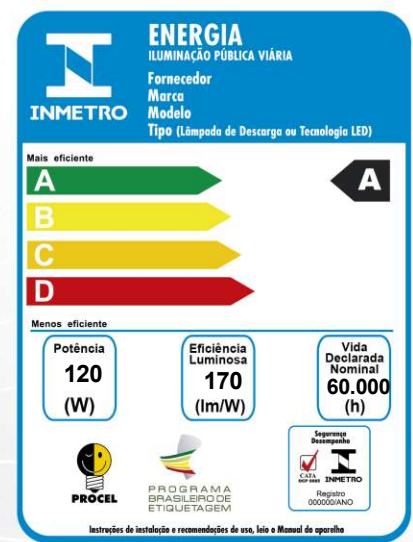 INMETRO
ENERGIA
ILUMINAÇÃO PÚBLICA VIÁRIA
Fornecedor
Marca
Modelo
Tipo (Lâmpada de Descarga ou Tecnologia LED)
Mais eficiente
A
A
B
C
D
Menos eficiente
Potência
120
(W)
Eficiência
Luminosa
170
(lm/W)
Vida
Declarada
Nominal
60.000
(h)
PROCEL
PROGRAMA
BRASILEIRO DE
ETIQUETAGEM
Segurança
Desempenho
CATA
INMETRO
Registro
000000/ANO
Instruções de instalação e recomendações de uso, leia o Manual do aparelho